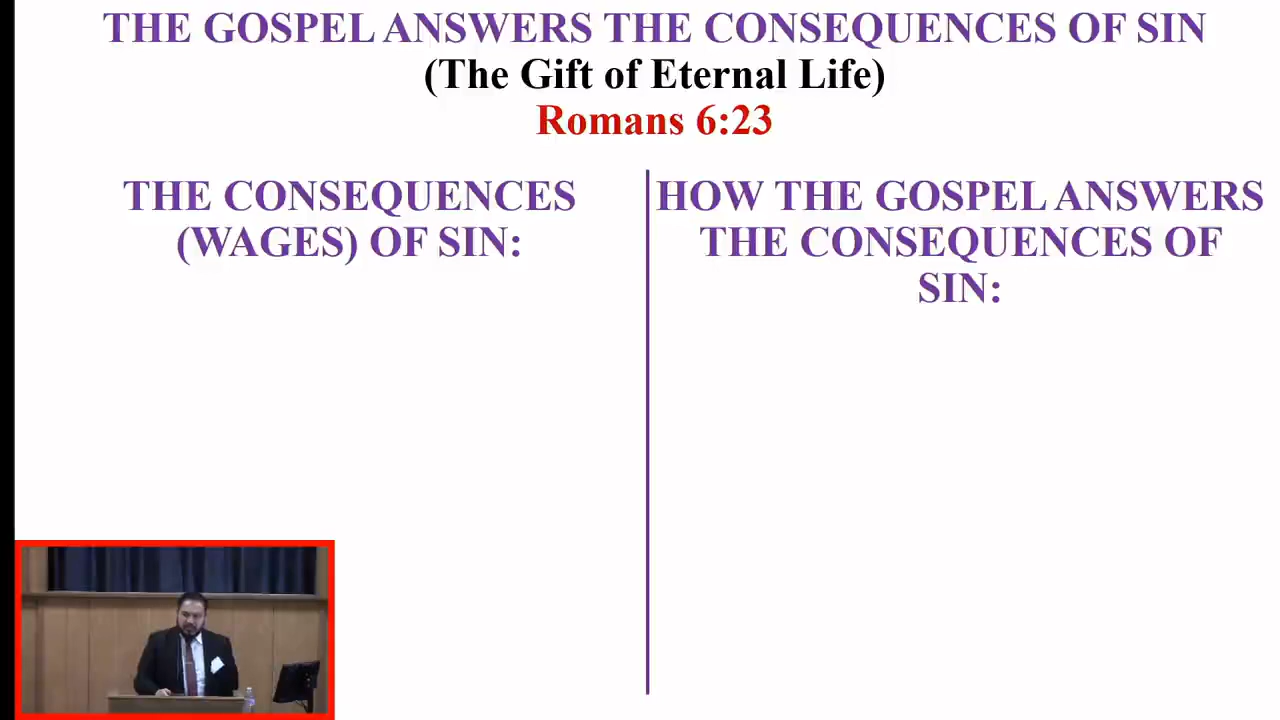 THE GOSPEL ANSWERS THE CONSEQUENCES OF SIN
(The Gift of Eternal Life)
Romans 6:23
THE CONSEQUENCES
(WAGES) OF SIN:
HOW THE GOSPEL ANSWERS
THE CONSEQUENCES OF
SIN: